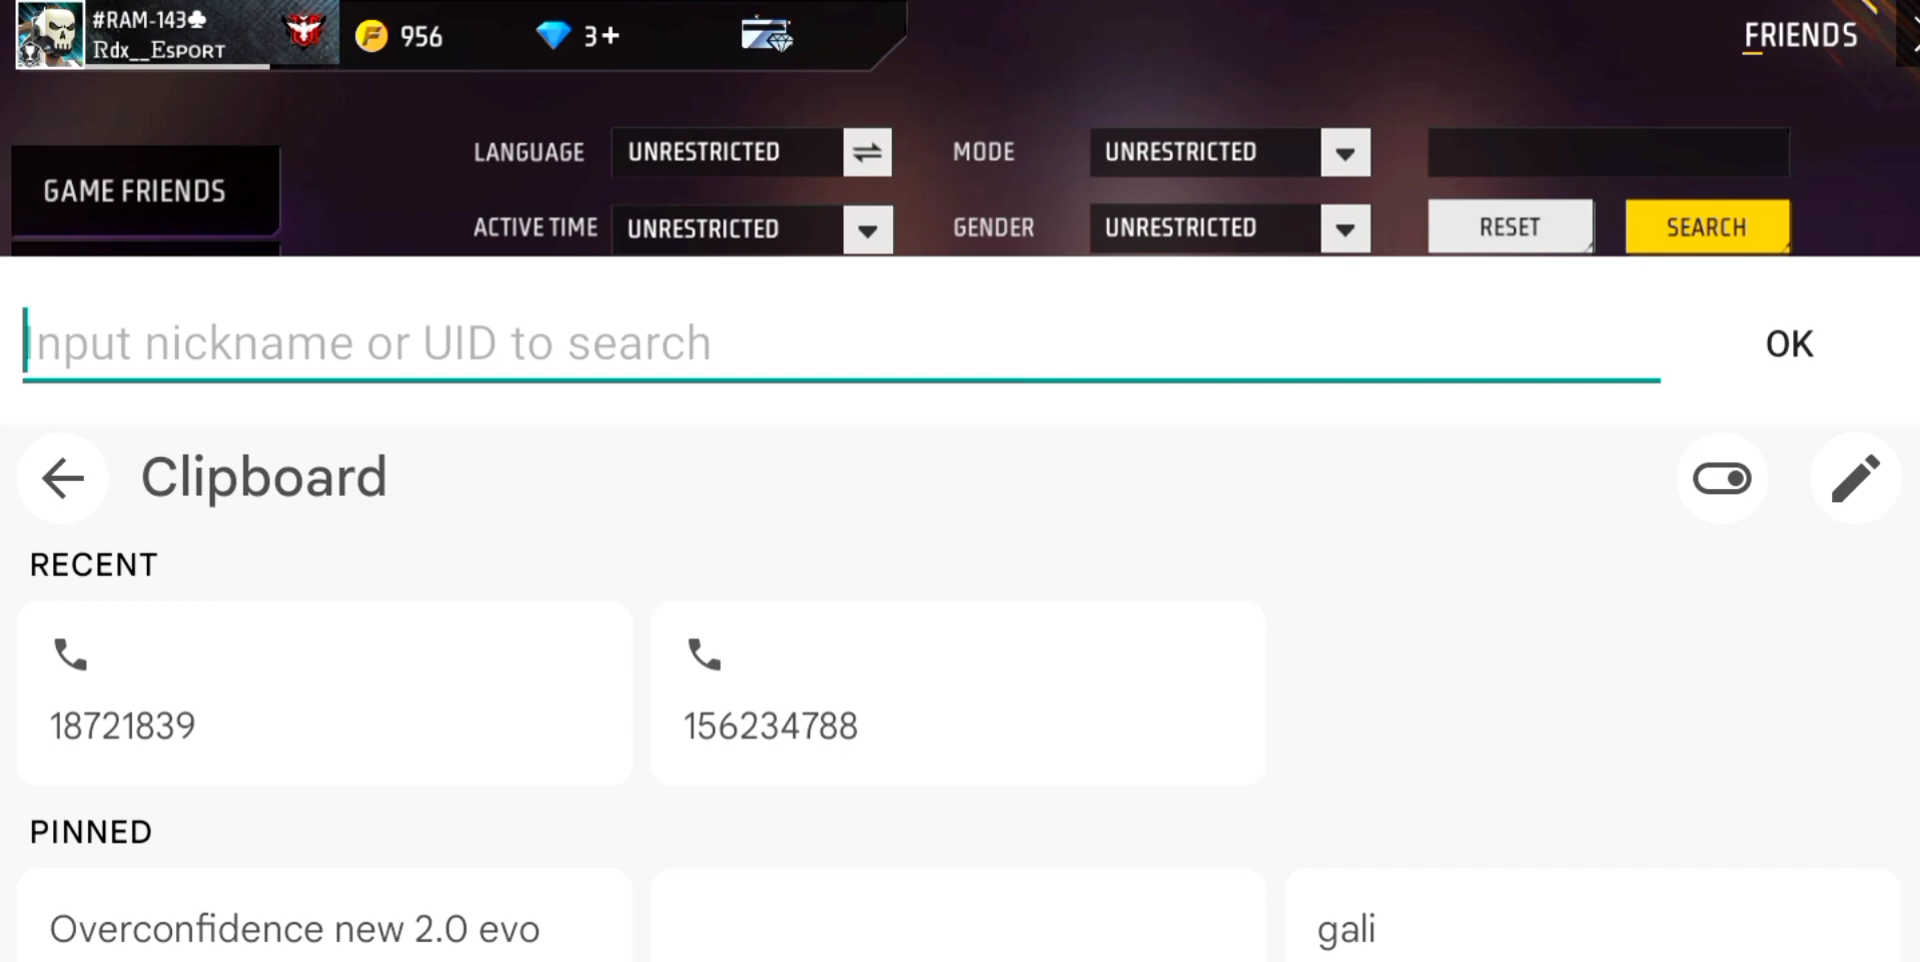 #RAM-143♣
Rdx__Esport
956
3+
FRIENDS
GAME FRIENDS
LANGUAGE UNRESTRICTED MODE UNRESTRICTED
ACTIVE TIME UNRESTRICTED GENDER UNRESTRICTED RESET SEARCH
Input nickname or UID to search OK
Clipboard
RECENT
18721839 156234788
PINNED
Overconfidence new 2.0 evo gali